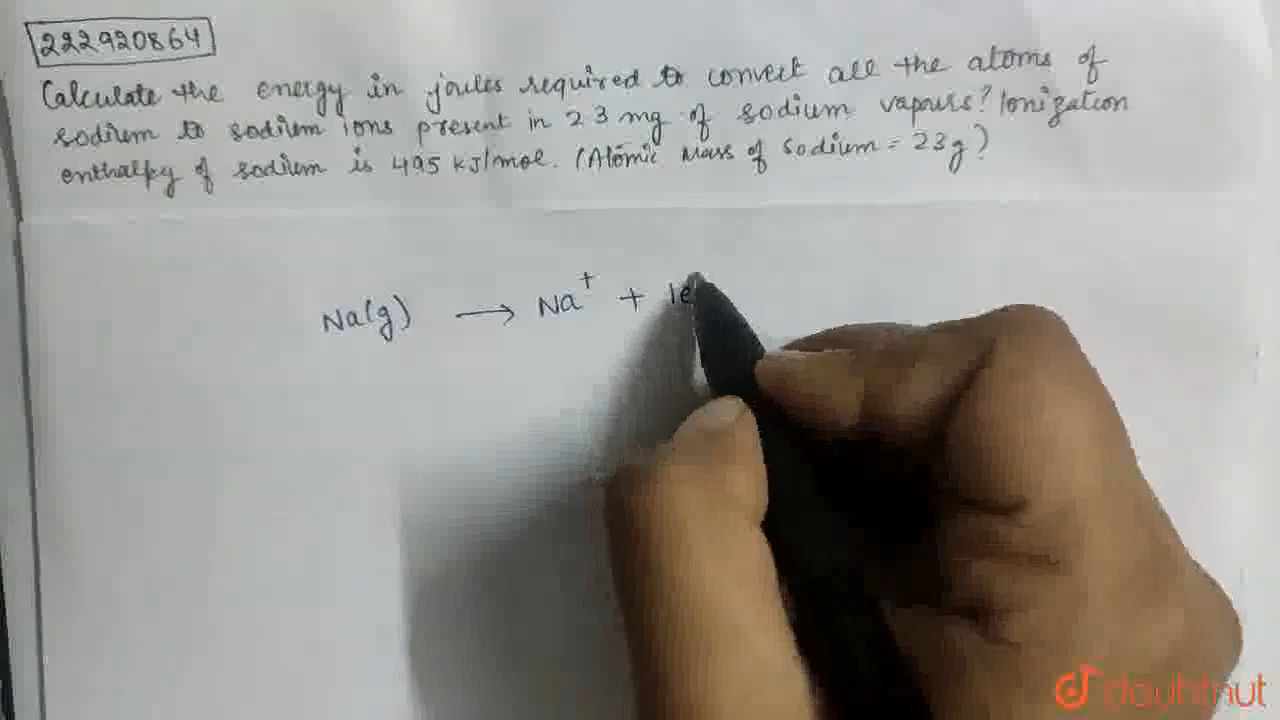 222920864
Calculate the energy in joules required to convert all the atoms of
sodium to sodium ions present in 23 mg of sodium vapours? Ionization
enthalpy of sodium is 495 kJ/mol. (Atomic Mass of Sodium = 23g)
Na(g) → Na⁺ + 1e
doubtnut